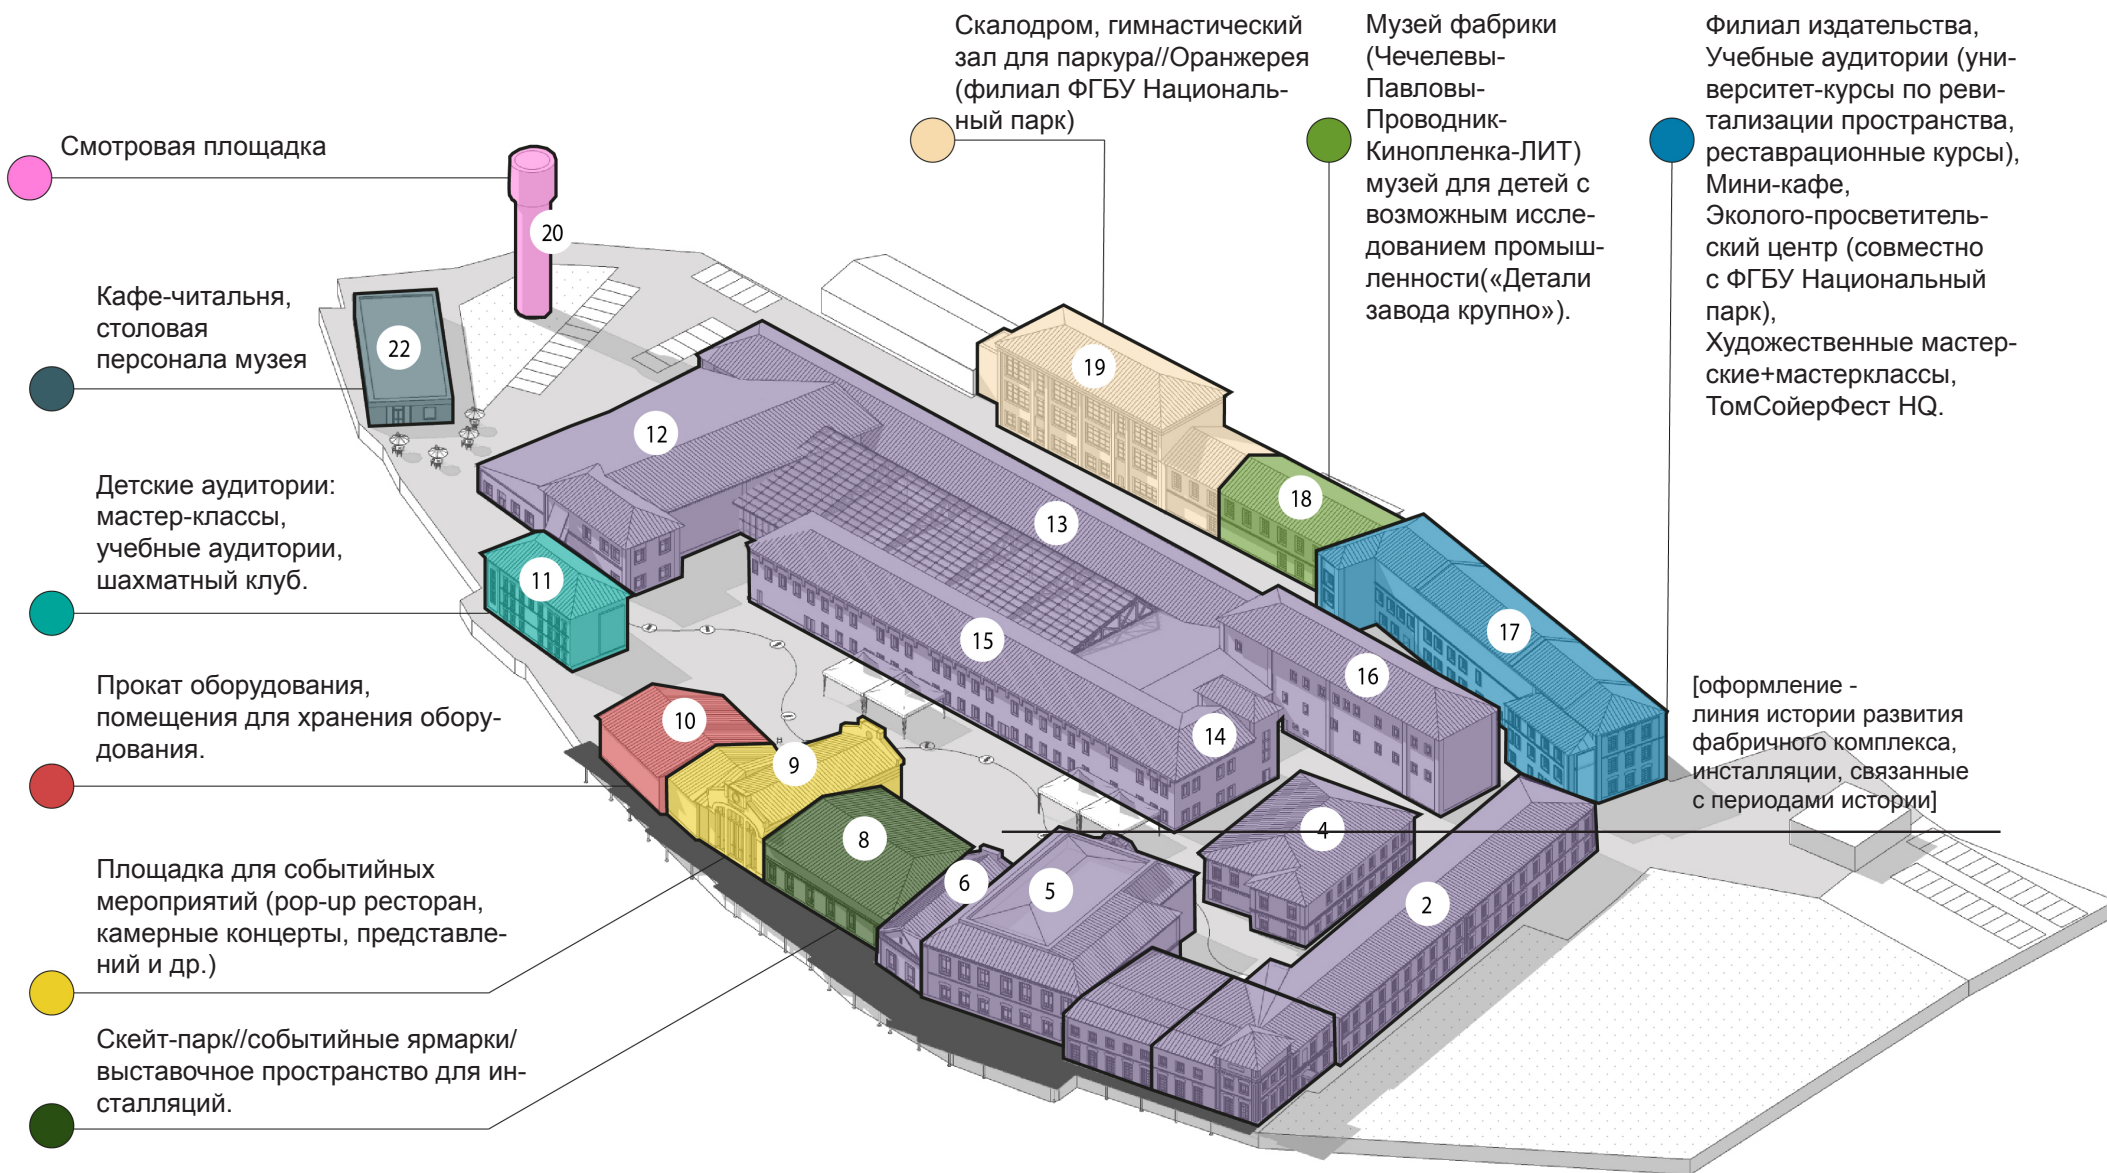 Смотровая площадка
Кафе-читальня,
столовая
персонала музея
Детские аудитории:
мастер-классы,
учебные аудитории,
шахматный клуб.
Прокат оборудования,
помещения для хранения обору-
дования.
Площадка для событийных
мероприятий (pop-up ресторан,
камерные концерты, представле-
ний и др.)
Скейт-парк//событийные ярмарки/
выставочное пространство для ин-
сталляций.
Скалодром, гимнастический
зал для паркура//Оранжерея
(филиал ФГБУ Националь-
ный парк)
Музей фабрики
(Чечелевы-
Павловы-
Проводник-
Кинопленка-ЛИТ)
музей для детей с
возможным иссле-
дованием промыш-
ленности(«Детали
завода крупно»).
Филиал издательства,
Учебные аудитории (уни-
верситет-курсы по реви-
тализации пространства,
реставрационные курсы),
Мини-кафе,
Эколого-просветитель-
ский центр (совместно
с ФГБУ Национальный
парк),
Художественные мастер-
ские+мастерклассы,
ТомСойерФест HQ.
[оформление -
линия истории развития
фабричного комплекса,
инсталляции, связанные
с периодами истории]
20
22
19
12
18
13
11
17
15
16
10
14
9
8
4
6
5
2